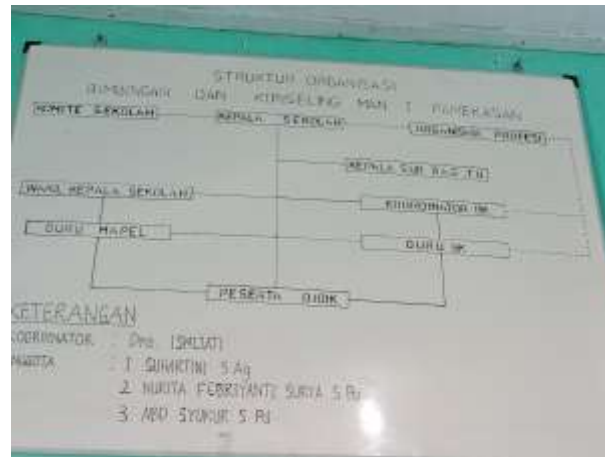 STRUKTUR ORGANISASI
BIMBINGAN DAN KONSELING MAN 1 PAMEKASAN
KOMITE SEKOLAH KEPALA SEKOLAH ORGANISASI PROFESI
KEPALA SUB BAG TU
WAKIL KEPALA SEKOLAH KOORDINATOR BK
GURU MAPEL GURU BK
PESERTA DIDIK
KETERANGAN
KOORDINATOR : Dra.
ANGGOTA : 1 SUHARTINI S.Ag
2 NURITA FEBRIYANTI SURYA S.Pd
3 ABD SYUKUR S.Pd